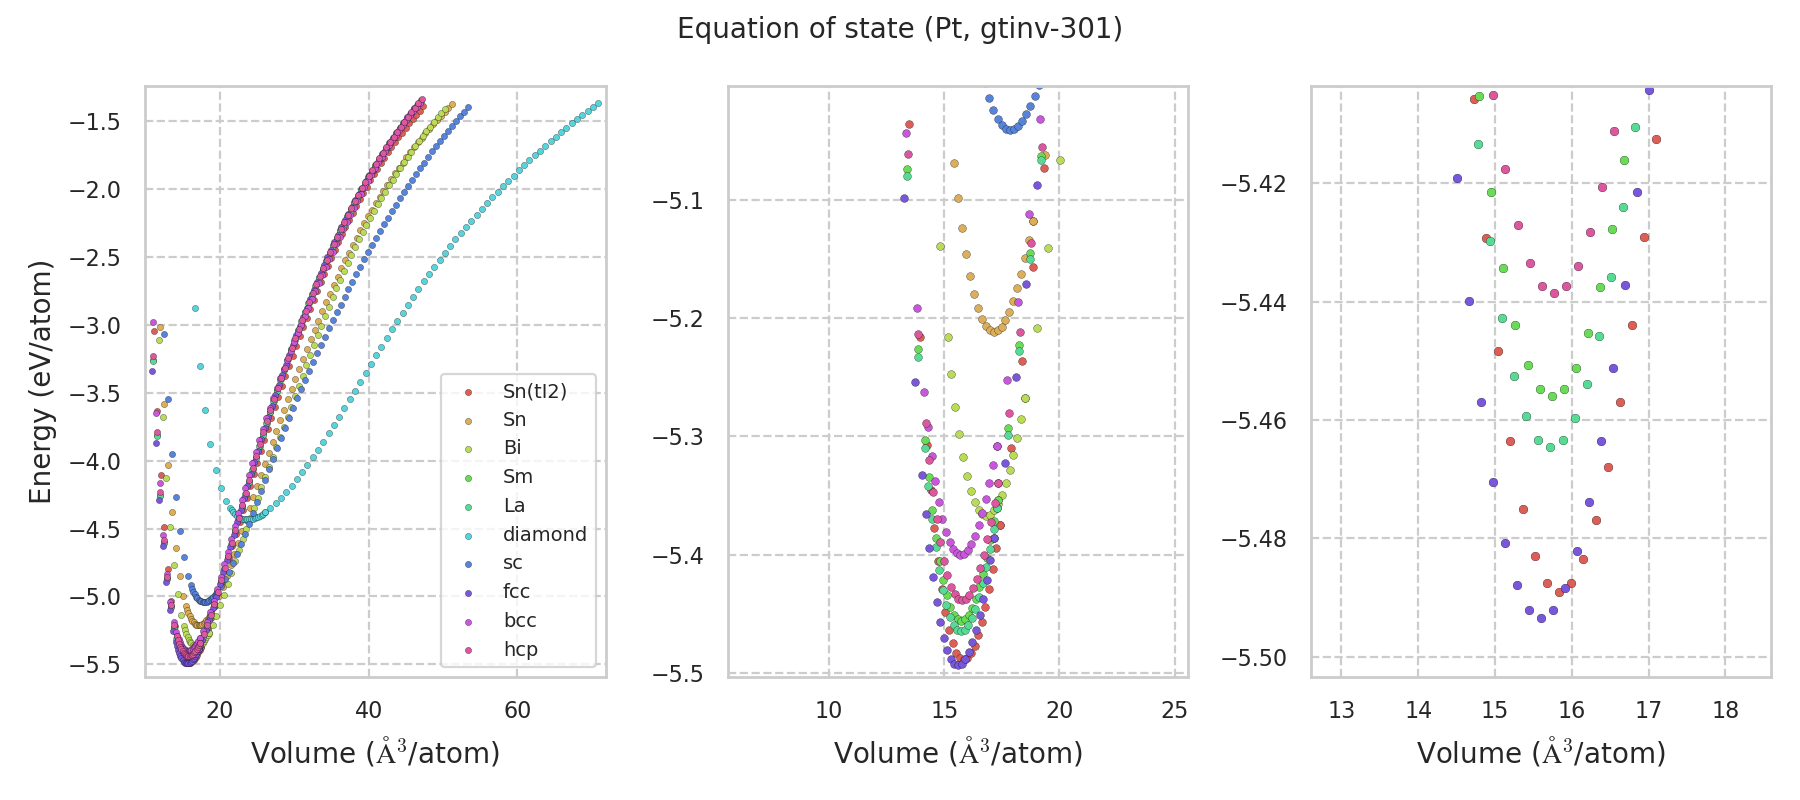 Equation of state (Pt, gtinv-301)
Energy (eV/atom)
−1.5
−2.0
−2.5
−3.0
−3.5
−4.0
−4.5
−5.0
−5.5
20
40
60
Volume (Å³/atom)
Sn(tI2)
Sn
Bi
Sm
La
diamond
sc
fcc
bcc
hcp
−5.1
−5.2
−5.3
−5.4
−5.5
10
15
20
25
Volume (Å³/atom)
−5.42
−5.44
−5.46
−5.48
−5.50
13
14
15
16
17
18
Volume (Å³/atom)